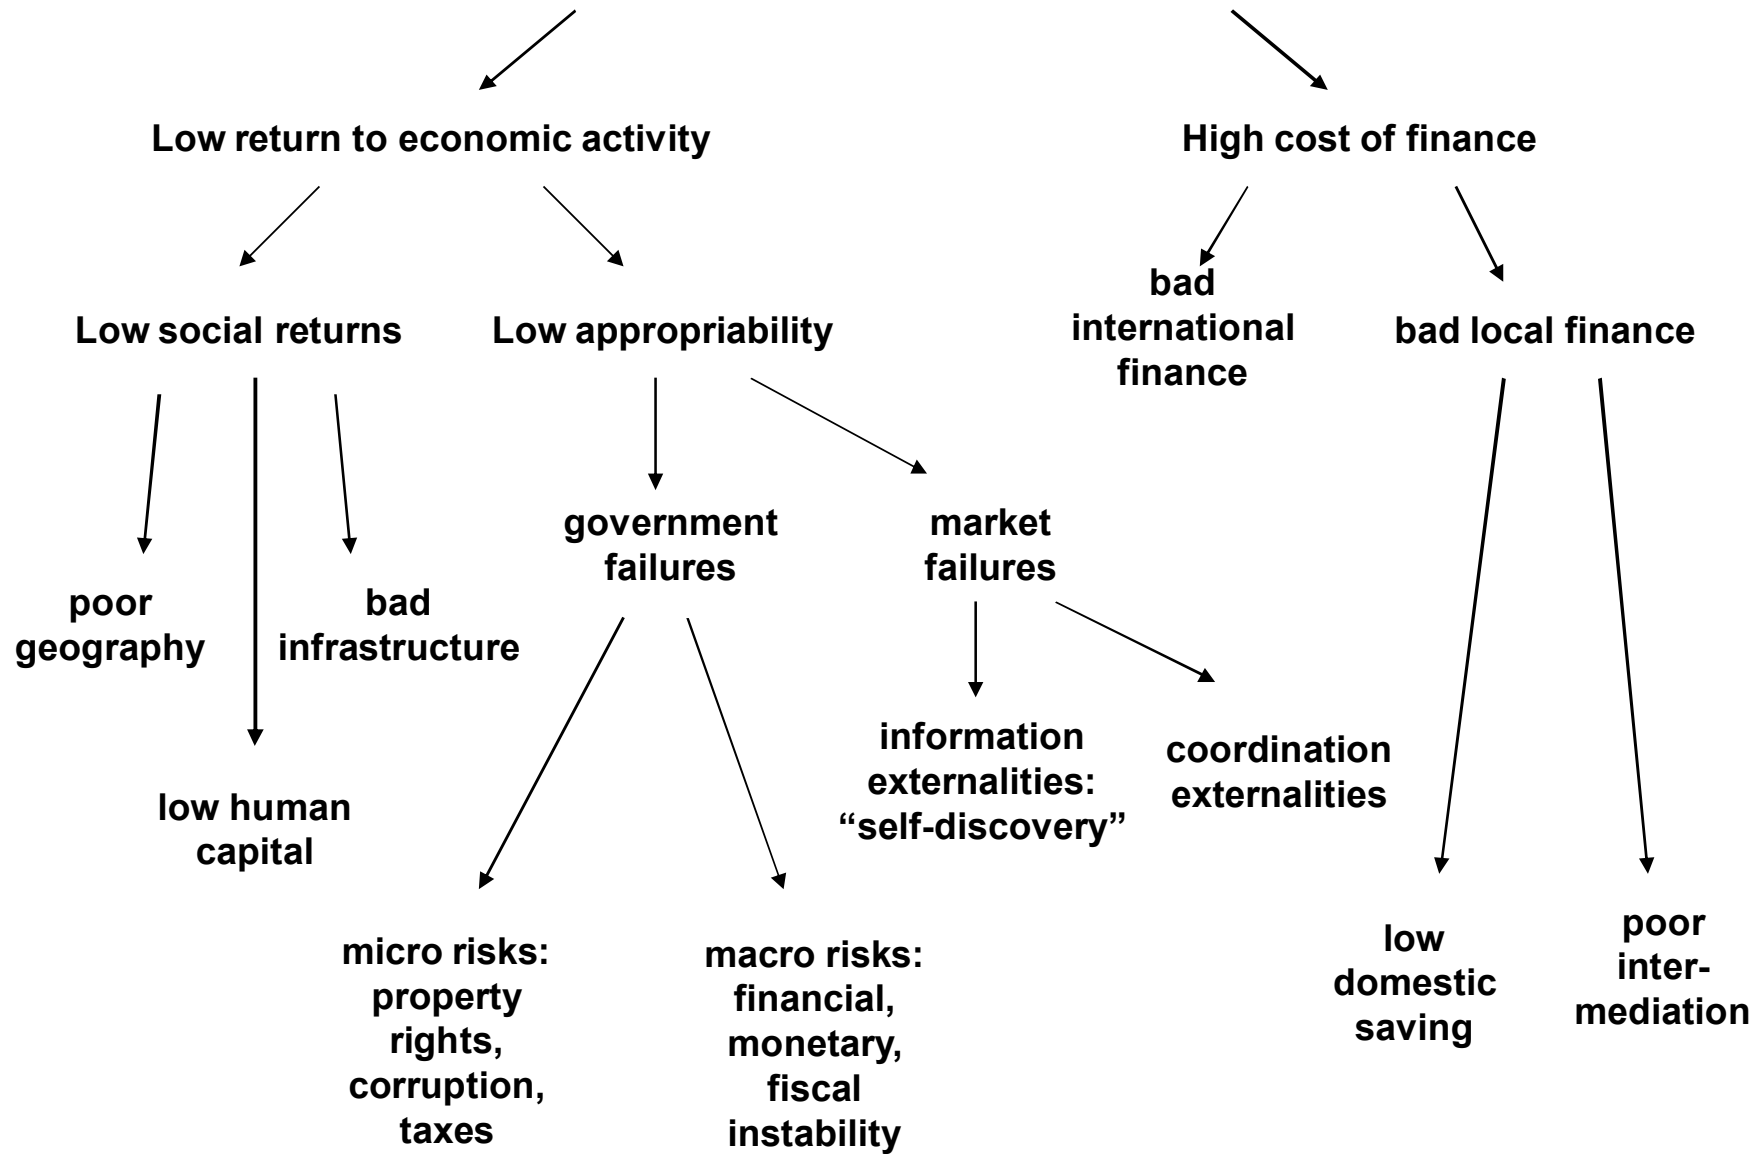 Low return to economic activity
High cost of finance
Low social returns
Low appropriability
bad
international
finance
bad local finance
government
failures
market
failures
poor
geography
bad
infrastructure
low human
capital
information
externalities:
“self-discovery”
coordination
externalities
micro risks:
property
rights,
corruption,
taxes
macro risks:
financial,
monetary,
fiscal
instability
low
domestic
saving
poor
inter-
mediation